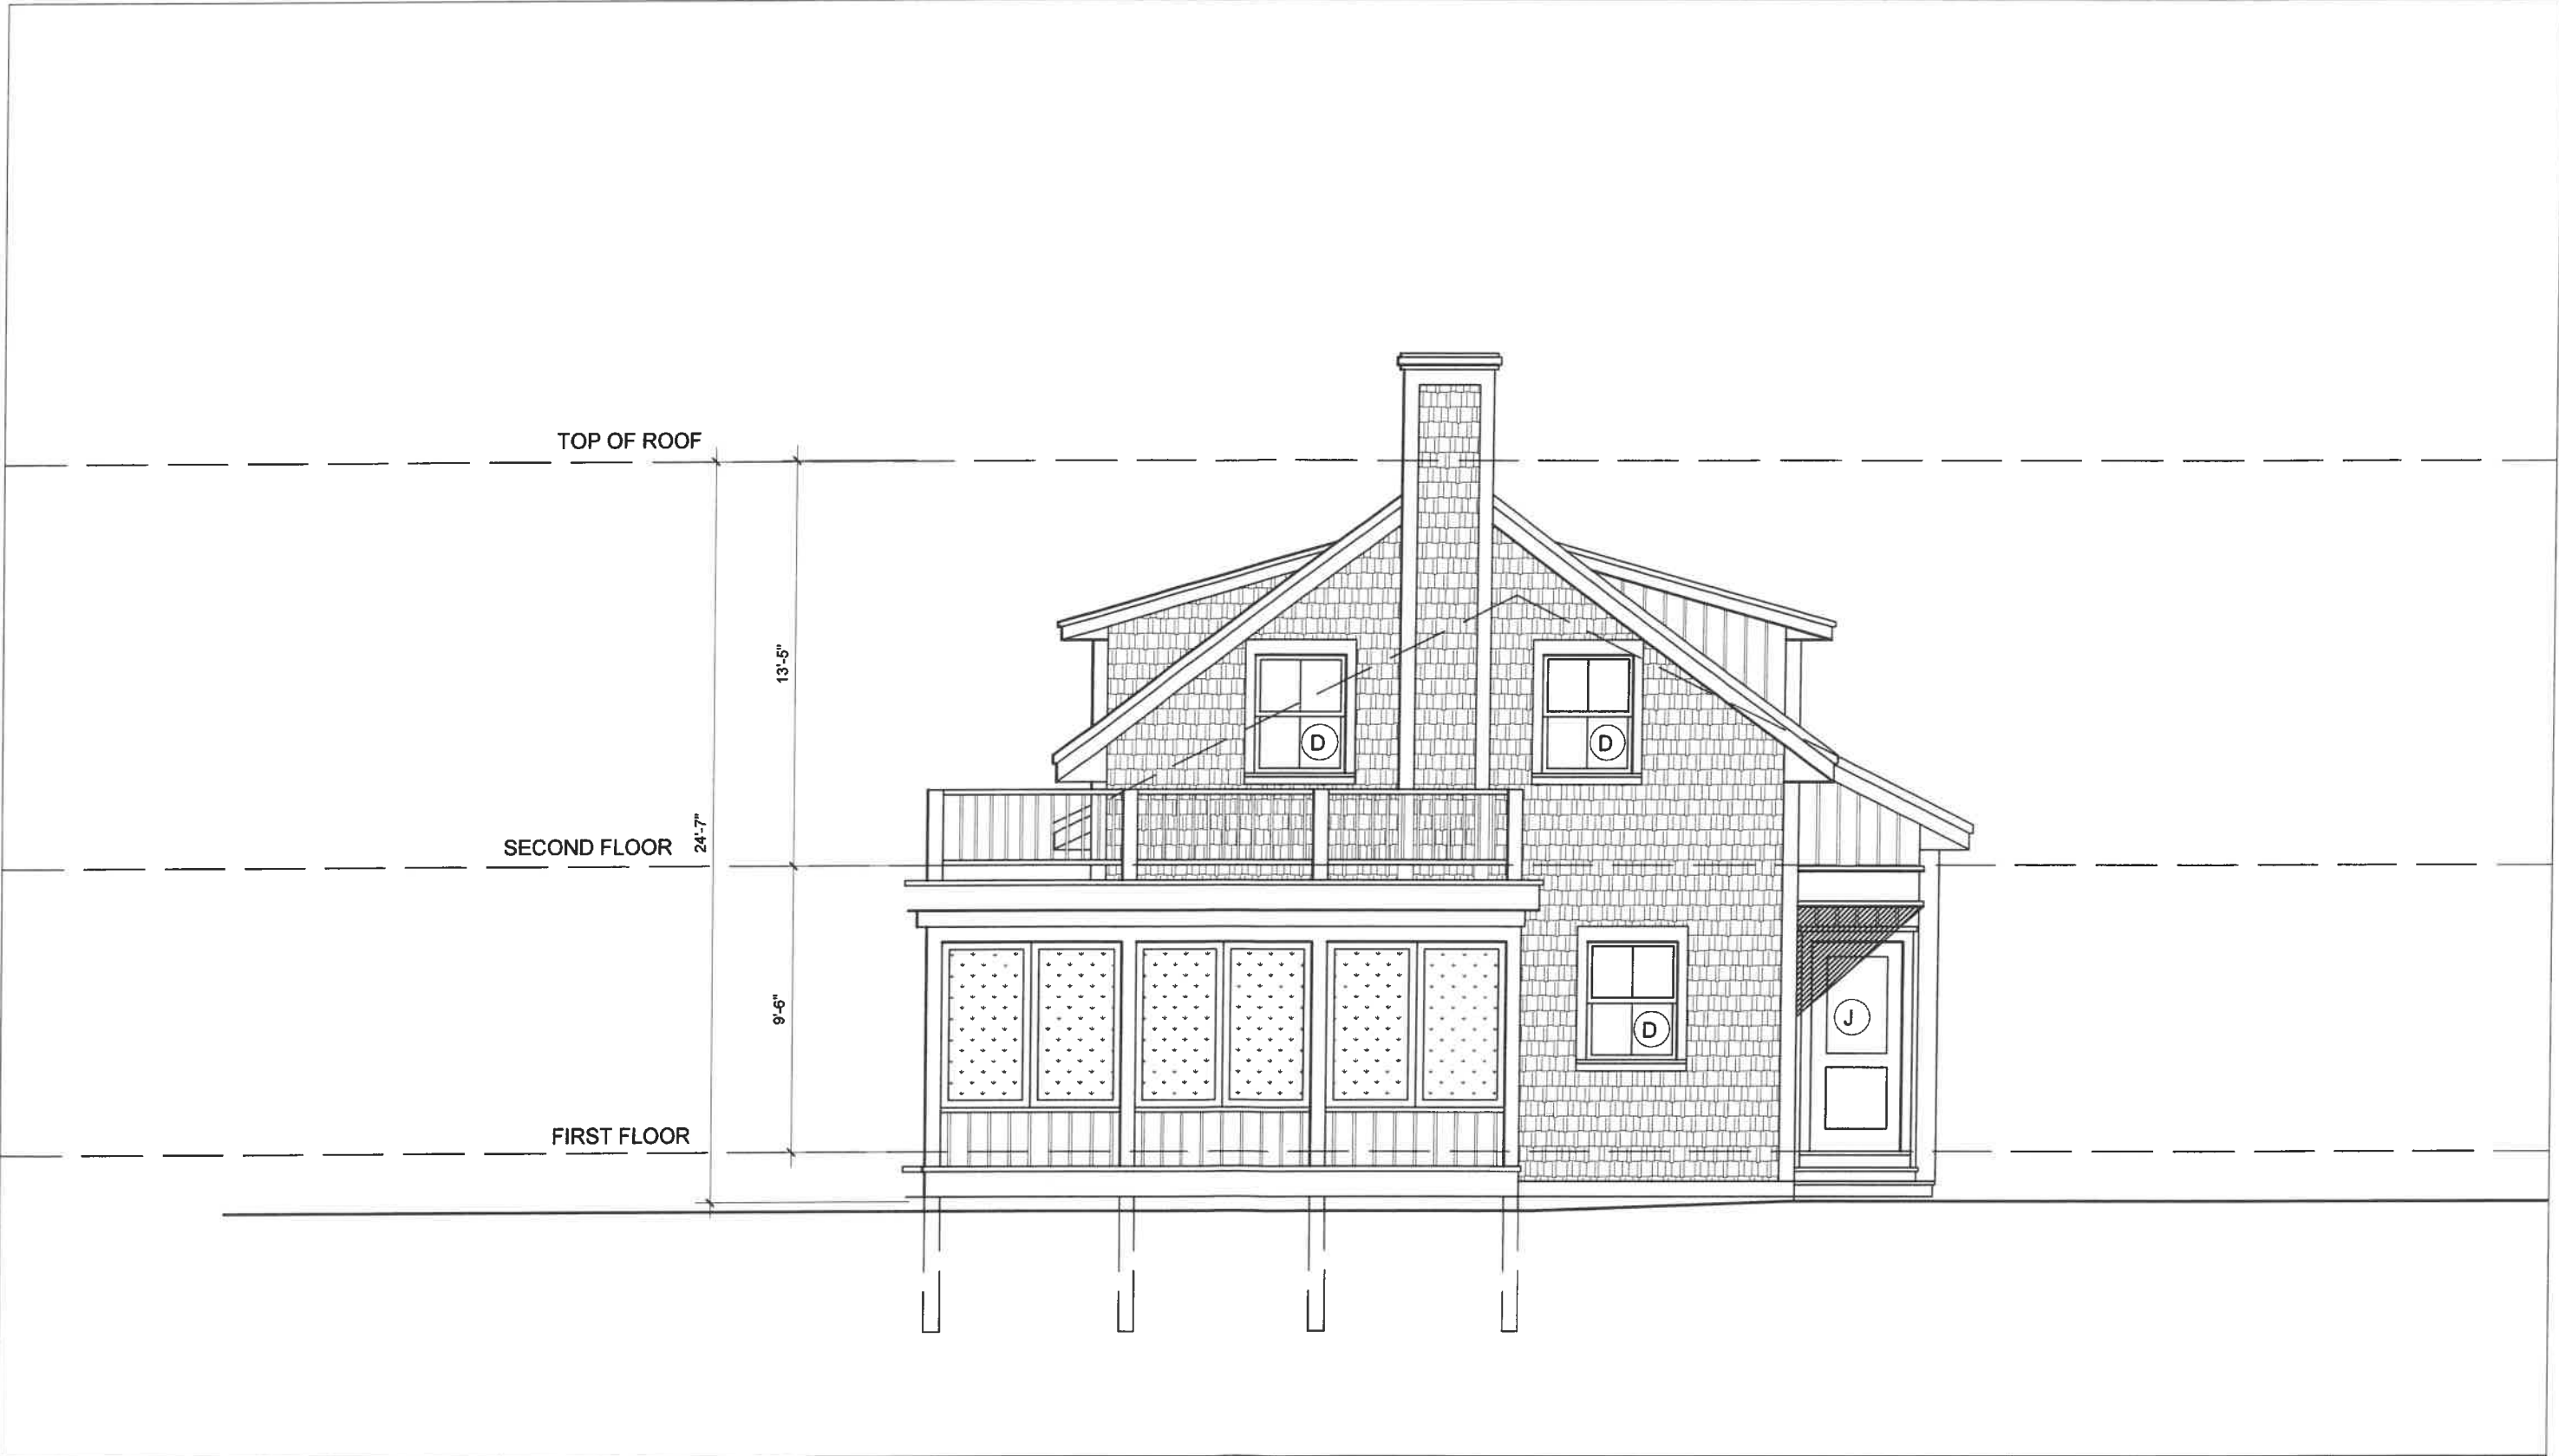 TOP OF ROOF
13'-5"
D
D
SECOND FLOOR
24'-7"
9'-6"
D
J
FIRST FLOOR